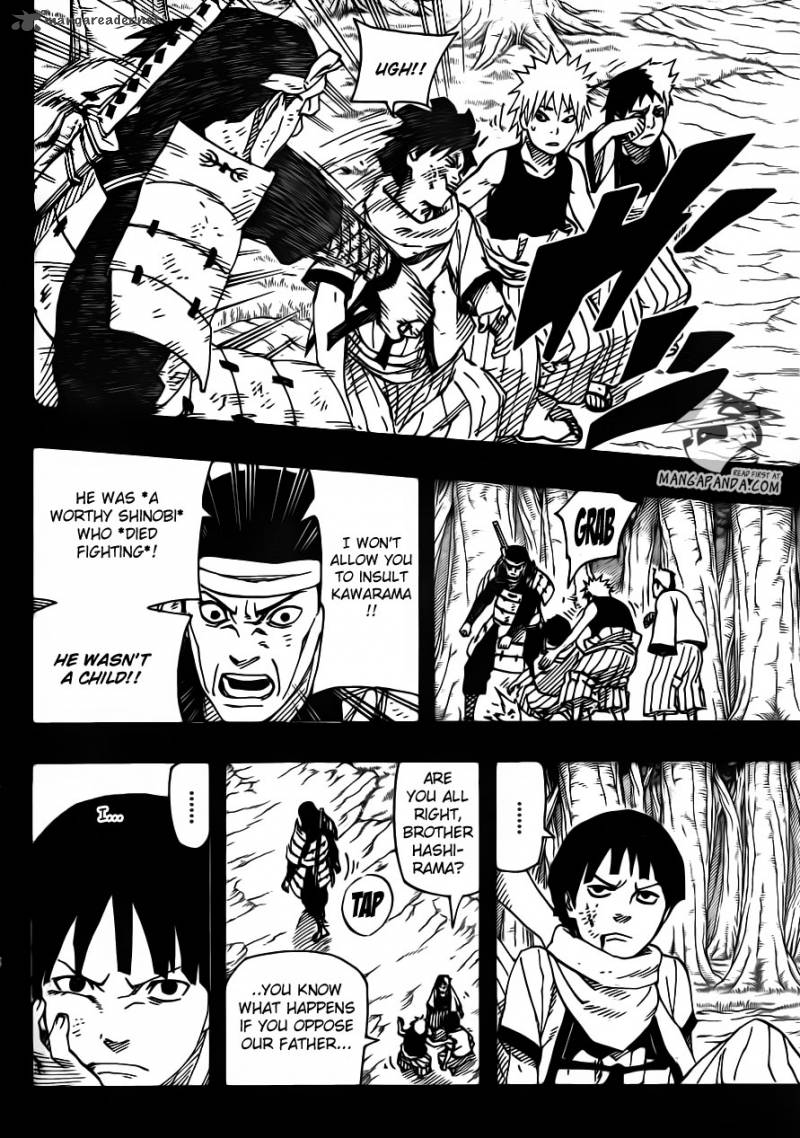 mangareader.net
UGH!!
READ FIRST AT
MANGAPANDA.COM
HE WAS *A
WORTHY SHINOBI*
WHO *DIED
FIGHTING*!
I WON'T
ALLOW YOU
TO INSULT
KAWARAMA
!!
HE WASN'T
A CHILD!!
GRAB
I....
........
ARE
YOU ALL
RIGHT,
BROTHER
HASHI-
RAMA?
TAP
..YOU KNOW
WHAT HAPPENS
IF YOU OPPOSE
OUR FATHER...
........